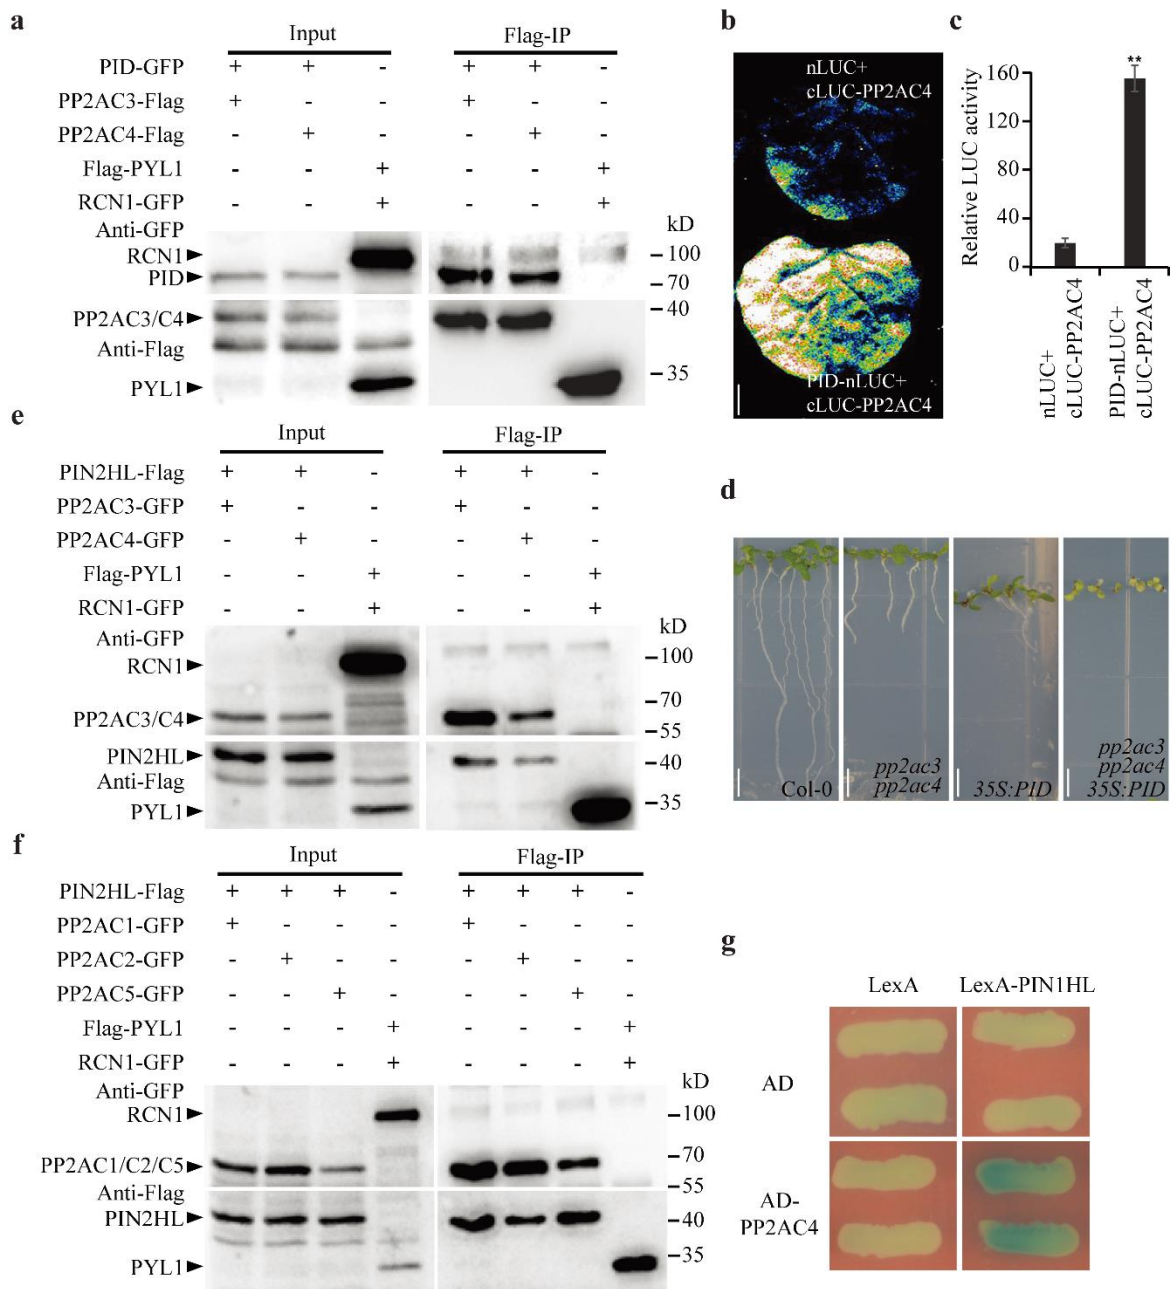 a
Input
Flag-IP
PID-GFP + + - + + -
PP2AC3-Flag + - - + - -
PP2AC4-Flag - + - - + -
Flag-PYL1 - - + - - +
RCN1-GFP - - + - - +
Anti-GFP
kD
RCN1
100
PID
70
PP2AC3/C4
40
Anti-Flag
PYL1
35
b
nLUC+
cLUC-PP2AC4
PID-nLUC+
cLUC-PP2AC4
c
**
Relative LUC activity
160
120
80
40
0
nLUC+
cLUC-PP2AC4
PID-nLUC+
cLUC-PP2AC4
e
Input
Flag-IP
PIN2HL-Flag + + - + + -
PP2AC3-GFP + - - + - -
PP2AC4-GFP - + - - + -
Flag-PYL1 - - + - - +
RCN1-GFP - - + - - +
Anti-GFP
kD
RCN1
100
70
PP2AC3/C4
55
PIN2HL
40
Anti-Flag
PYL1
35
d
Col-0
pp2ac3
pp2ac4
35S:PID
pp2ac3
pp2ac4
35S:PID
f
Input
Flag-IP
PIN2HL-Flag + + + - + + + -
PP2AC1-GFP + - - - + - - -
PP2AC2-GFP - + - - - + - -
PP2AC5-GFP - - + - - - + -
Flag-PYL1 - - - + - - - +
RCN1-GFP - - - + - - - +
Anti-GFP
kD
RCN1
100
PP2AC1/C2/C5
70
55
Anti-Flag
PIN2HL
40
35
PYL1
g
LexA
LexA-PIN1HL
AD
AD-
PP2AC4